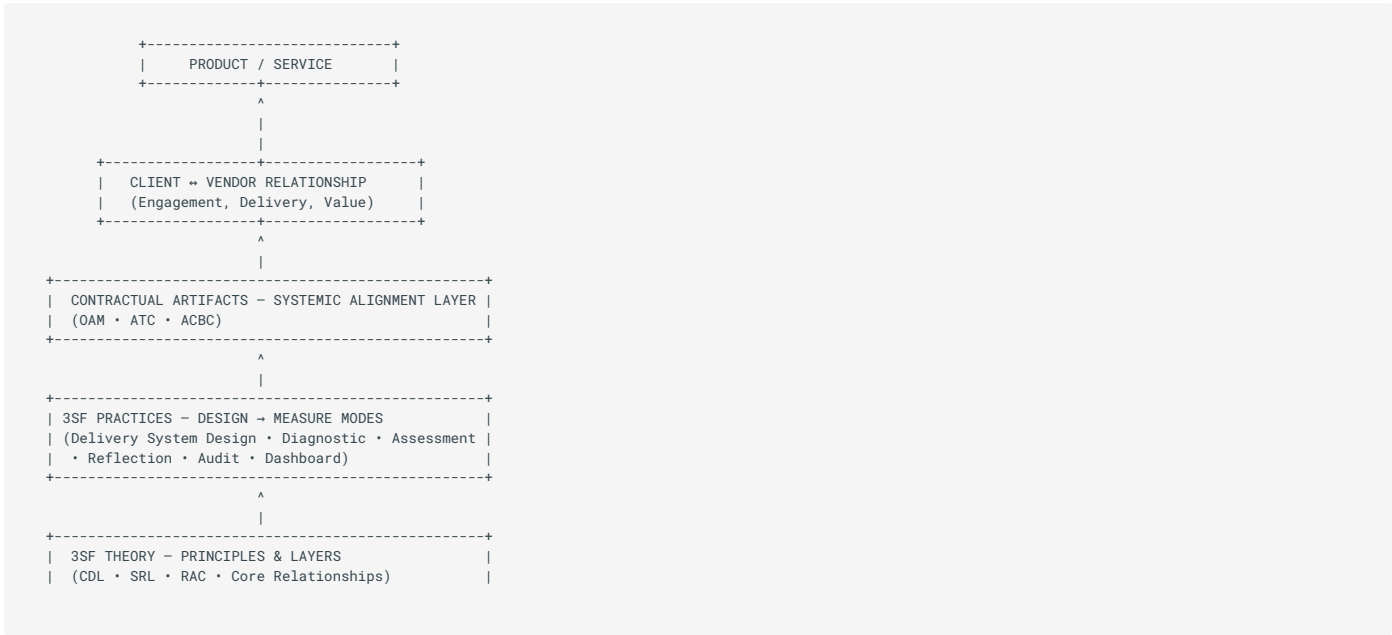 PRODUCT / SERVICE
CLIENT ↔ VENDOR RELATIONSHIP
(Engagement, Delivery, Value)
CONTRACTUAL ARTIFACTS — SYSTEMIC ALIGNMENT LAYER
(OAM • ATC • ACBC)
3SF PRACTICES — DESIGN → MEASURE MODES
(Delivery System Design • Diagnostic • Assessment
• Reflection • Audit • Dashboard)
3SF THEORY — PRINCIPLES & LAYERS
(CDL • SRL • RAC • Core Relationships)